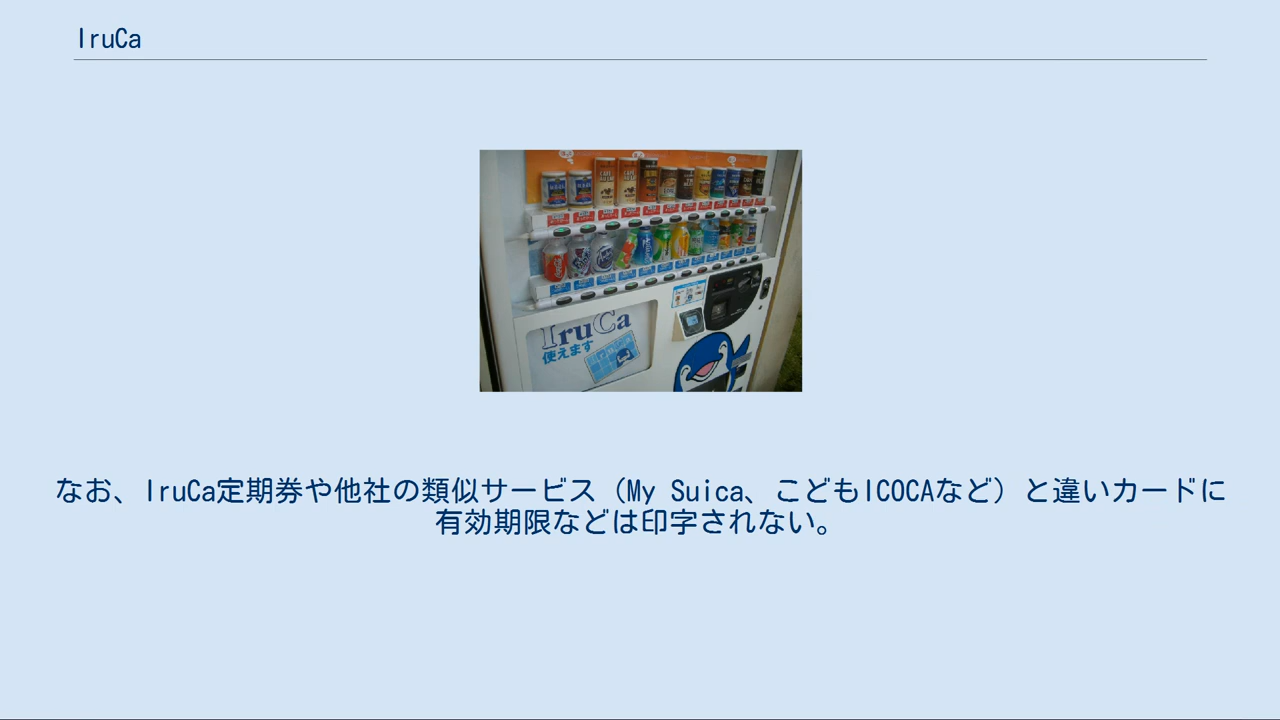 IruCa
IruCa
使えます
なお、IruCa定期券や他社の類似サービス（My Suica、こどもICOCAなど）と違いカードに
有効期限などは印字されない。